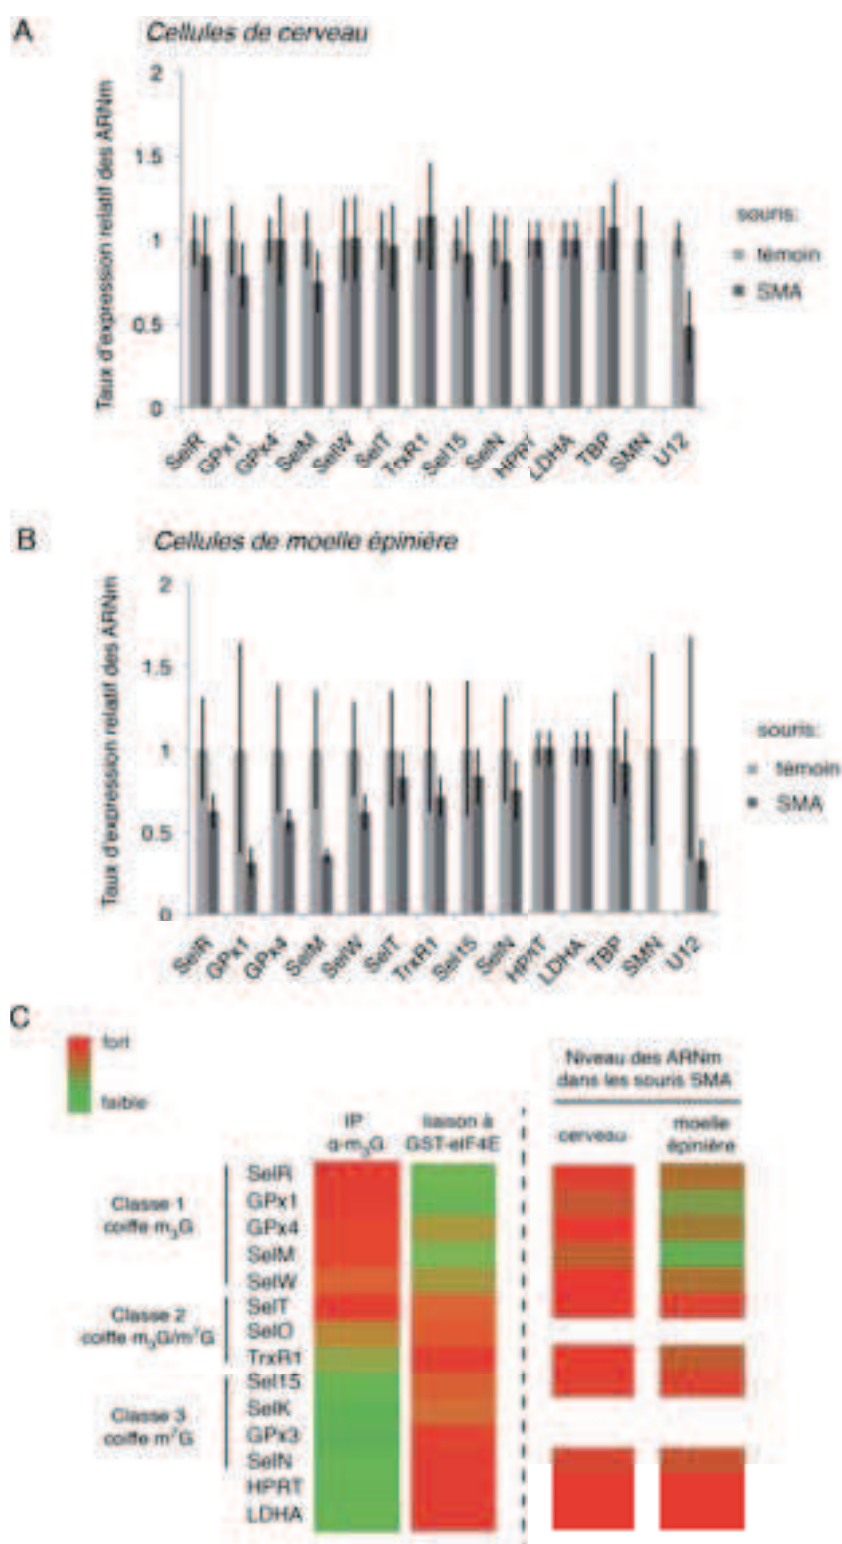 A
Cellules de cerveau
Taux d'expression relatif des ARNm
2
1.5
1
0.5
0
SelR
GPx1
GPx4
SelM
SelW
SelT
TrxR1
Sel15
SelN
HPRT
LDHA
TBP
SMN
U12
souris:
témoin
SMA
B
Cellules de moelle épinière
Taux d'expression relatif des ARNm
2
1.5
1
0.5
0
SelR
GPx1
GPx4
SelM
SelW
SelT
TrxR1
Sel15
SelN
HPRT
LDHA
TBP
SMN
U12
souris:
témoin
SMA
C
fort
faible
Niveau des ARNm
dans les souris SMA
IP
α-m₃G
liaison à
GST-eIF4E
cerveau
moelle
épinière
Classe 1
coiffe m₃G
SelR
GPx1
GPx4
SelM
SelW
Classe 2
coiffe m₃G/m⁷G
SelT
SelO
TrxR1
Classe 3
coiffe m⁷G
Sel15
SelK
GPx3
SelN
HPRT
LDHA